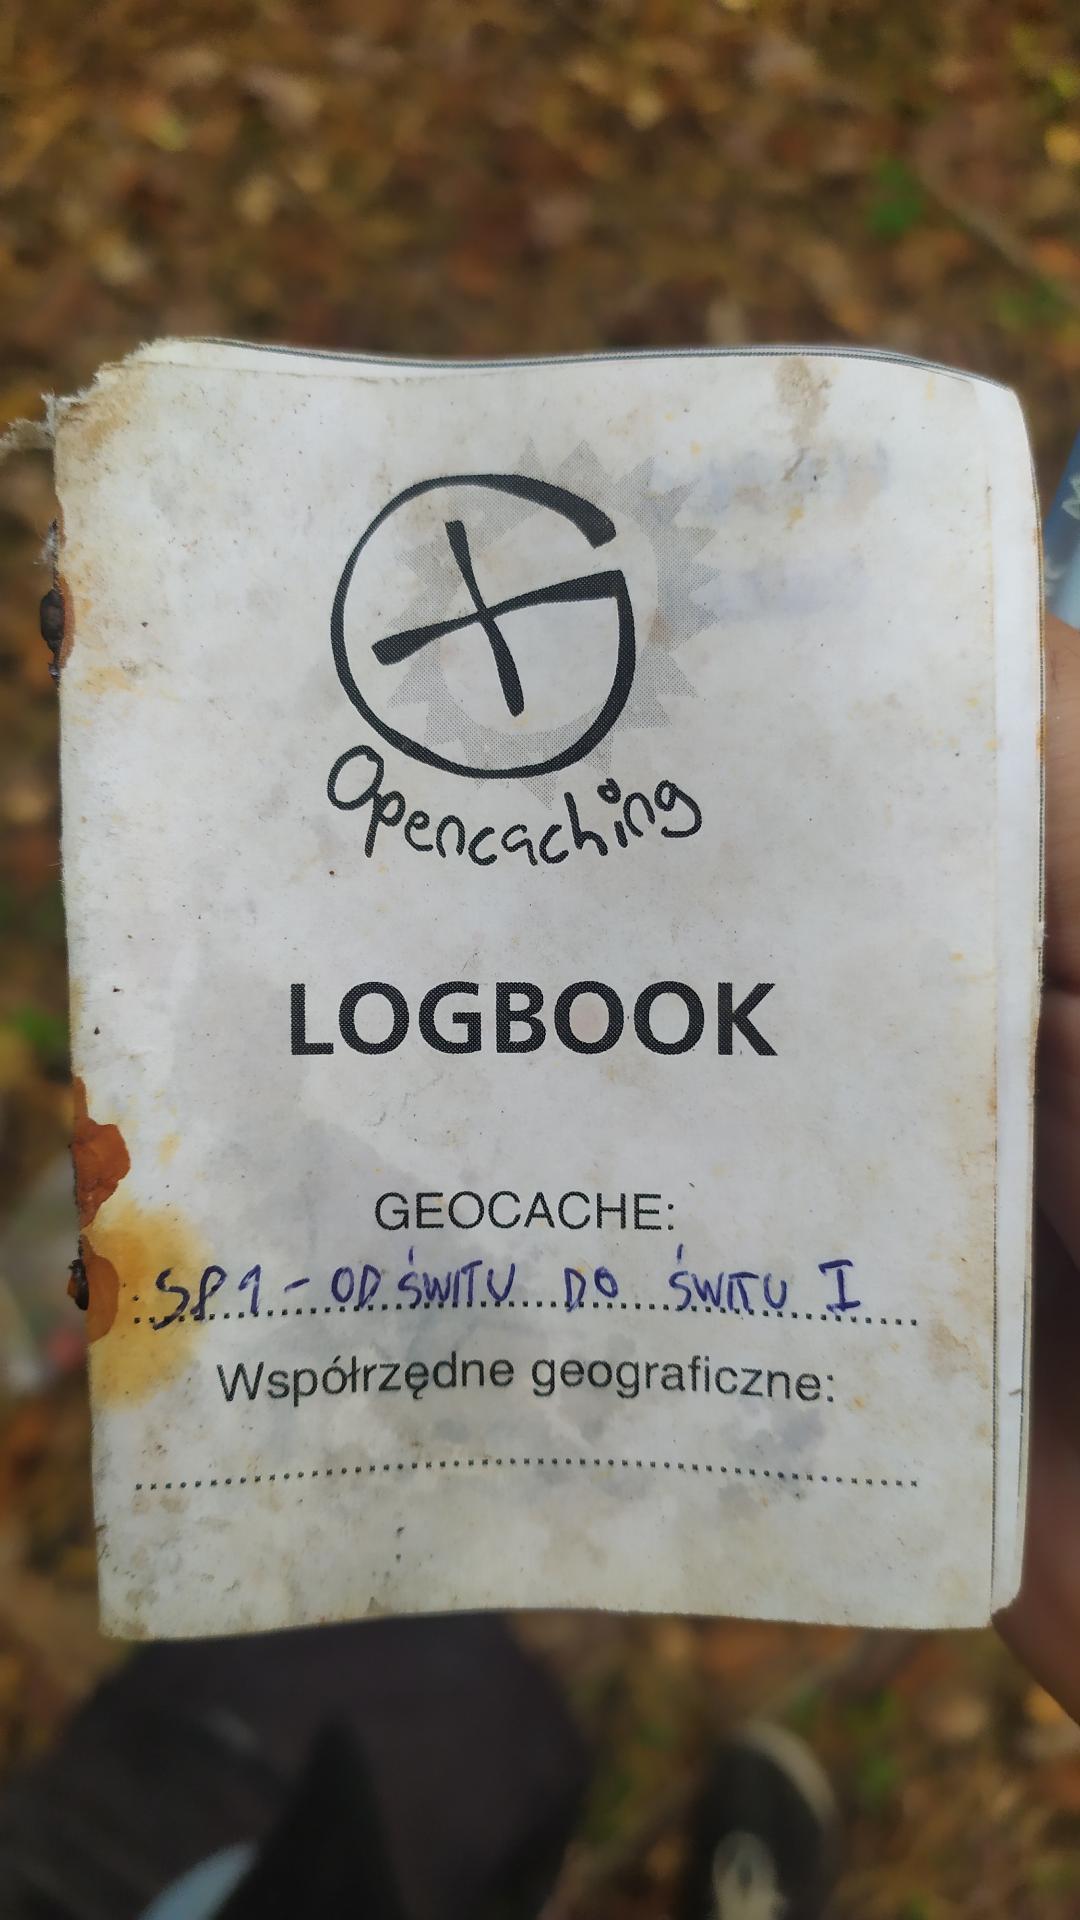 Opencaching
LOGBOOK
GEOCACHE:
SP1-OD ŚWITU DO ŚWITU I
Współrzędne geograficzne: